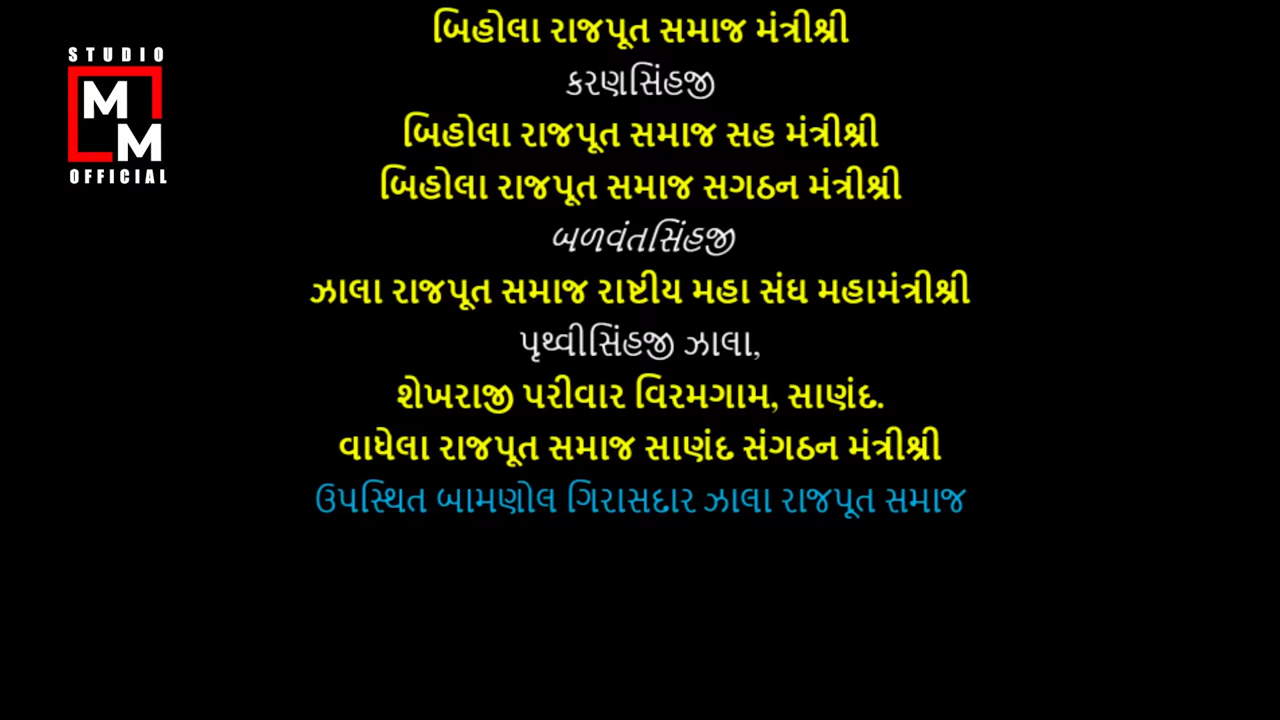 STUDIO
M
M
OFFICIAL
બિહોલા રાજપૂત સમાજ મંત્રીશ્રી
કરણસિંહજી
બિહોલા રાજપૂત સમાજ સહ મંત્રીશ્રી
બિહોલા રાજપૂત સમાજ સગઠન મંત્રીશ્રી
બળવંતસિંહજી
ઝાલા રાજપૂત સમાજ રાષ્ટીય મહા સંઘ મહામંત્રીશ્રી
પૃથ્વીસિંહજી ઝાલા,
શેખરાજી પરીવાર વિરમગામ, સાણંદ.
વાઘેલા રાજપૂત સમાજ સાણંદ સંગઠન મંત્રીશ્રી
ઉપસ્થિત બામણોલ ગિરાસદાર ઝાલા રાજપૂત સમાજ